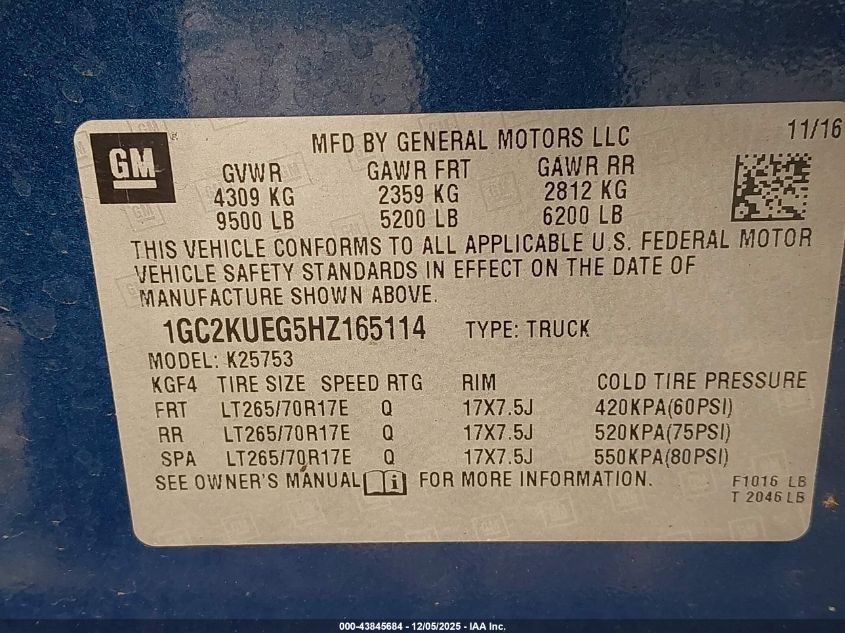 GM
MFD BY GENERAL MOTORS LLC 11/16
GVWR GAWR FRT GAWR RR
4309 KG 2359 KG 2812 KG
9500 LB 5200 LB 6200 LB
THIS VEHICLE CONFORMS TO ALL APPLICABLE U.S. FEDERAL MOTOR
VEHICLE SAFETY STANDARDS IN EFFECT ON THE DATE OF
MANUFACTURE SHOWN ABOVE.
1GC2KUEG5HZ165114 TYPE: TRUCK
MODEL: K25753
KGF4 TIRE SIZE SPEED RTG RIM COLD TIRE PRESSURE
FRT LT265/70R17E Q 17X7.5J 420KPA(60PSI)
RR LT265/70R17E Q 17X7.5J 520KPA(75PSI)
SPA LT265/70R17E Q 17X7.5J 550KPA(80PSI)
SEE OWNER'S MANUAL i FOR MORE INFORMATION. F1016 LB
T 2046 LB
000-43845684 - 12/05/2025 - IAA Inc.